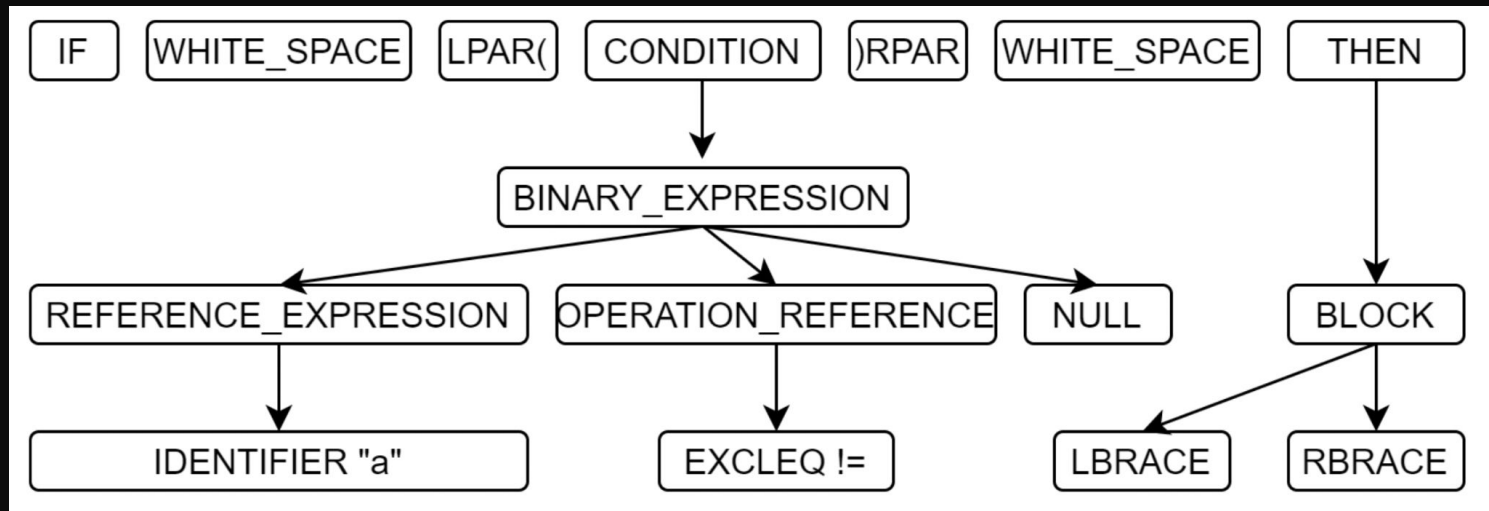 IF WHITE_SPACE LPAR( CONDITION )RPAR WHITE_SPACE THEN
BINARY_EXPRESSION
REFERENCE_EXPRESSION OPERATION_REFERENCE NULL BLOCK
IDENTIFIER "a" EXCLEQ != LBRACE RBRACE